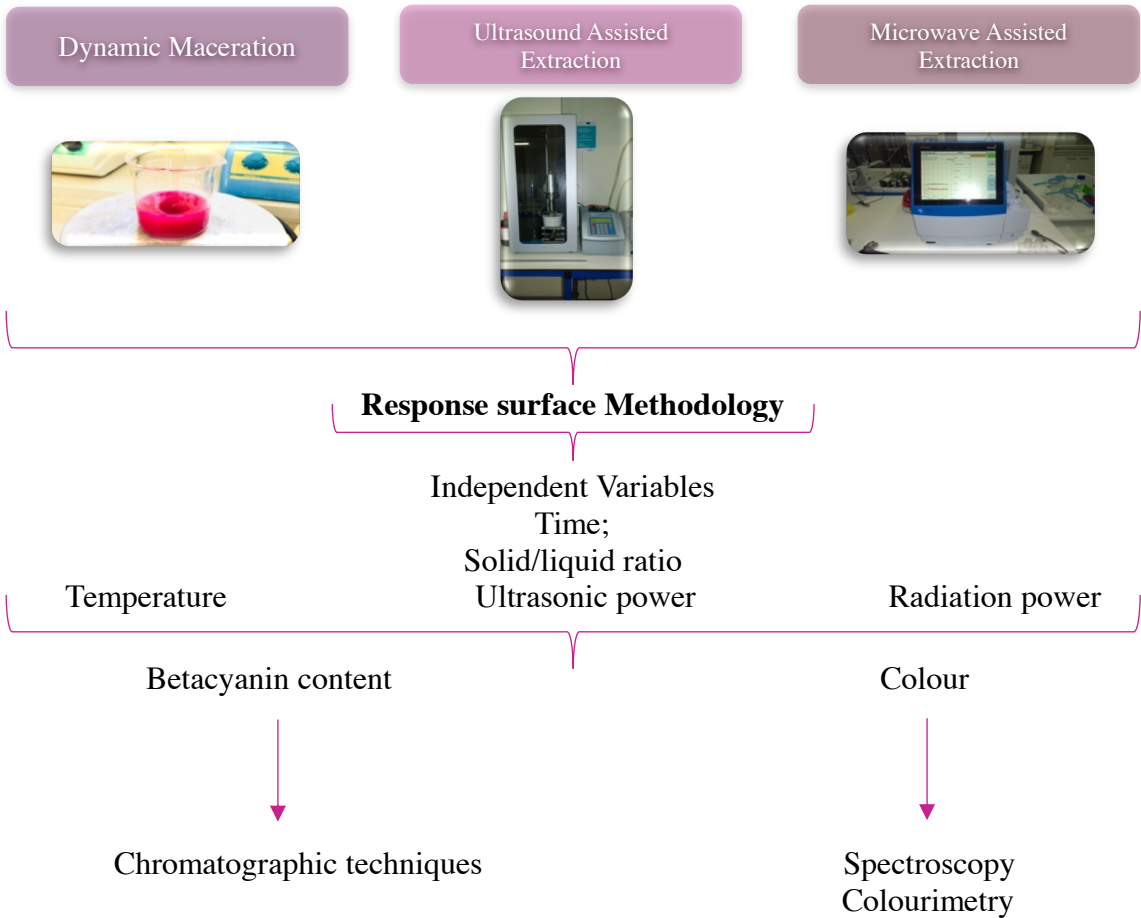 Dynamic Maceration
Ultrasound Assisted
Extraction
Microwave Assisted
Extraction
Response surface Methodology
Independent Variables
Time;
Solid/liquid ratio
Temperature
Ultrasonic power
Radiation power
Betacyanin content
Colour
Chromatographic techniques
Spectroscopy
Colourimetry